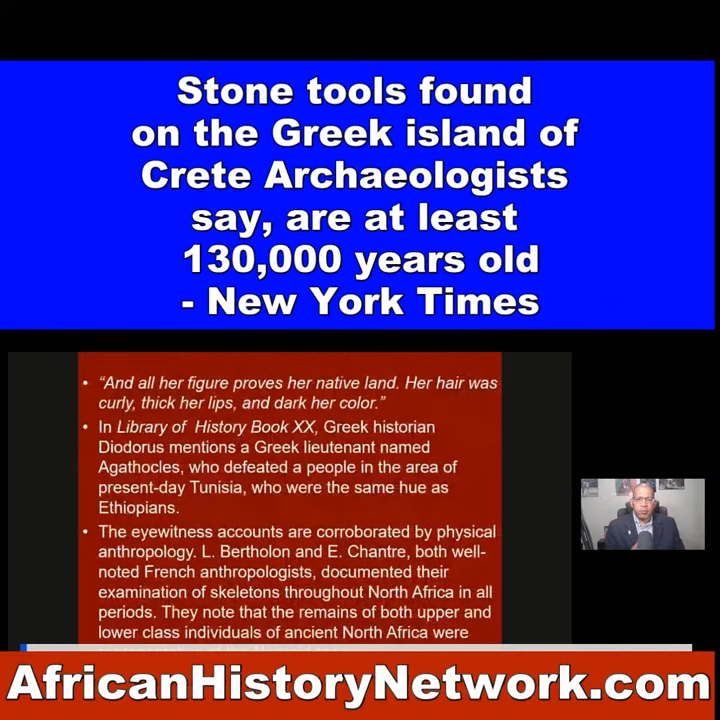 Stone tools found
on the Greek island of
Crete Archaeologists
say, are at least
130,000 years old
- New York Times
• “And all her figure proves her native land. Her hair was
curly, thick her lips, and dark her color.”
• In Library of History Book XX, Greek historian
Diodorus mentions a Greek lieutenant named
Agathocles, who defeated a people in the area of
present-day Tunisia, who were the same hue as
Ethiopians.
• The eyewitness accounts are corroborated by physical
anthropology. L. Bertholon and E. Chantre, both well-
noted French anthropologists, documented their
examination of skeletons throughout North Africa in all
periods. They note that the remains of both upper and
lower class individuals of ancient North Africa were
AfricanHistoryNetwork.com